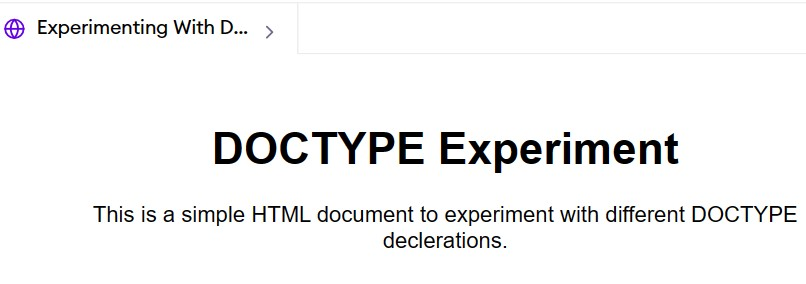 Experimenting With D...
DOCTYPE Experiment
This is a simple HTML document to experiment with different DOCTYPE
declerations.